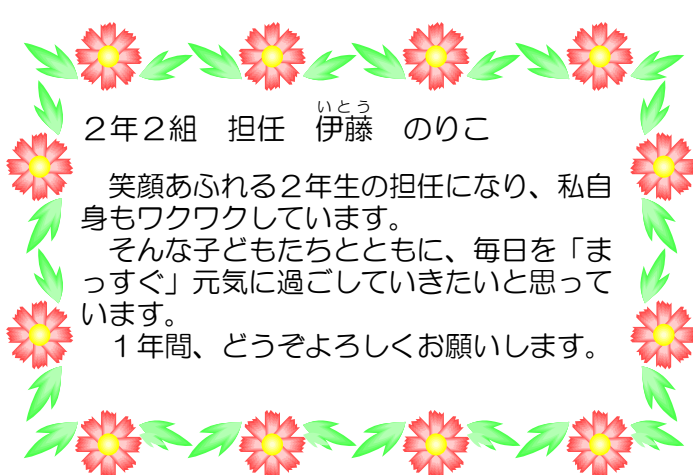 いとう
２年２組　担任　伊藤　のりこ
　笑顔あふれる２年生の担任になり、私自
身もワクワクしています。
　そんな子どもたちとともに、毎日を「ま
っすぐ」元気に過ごしていきたいと思って
います。
　１年間、どうぞよろしくお願いします。